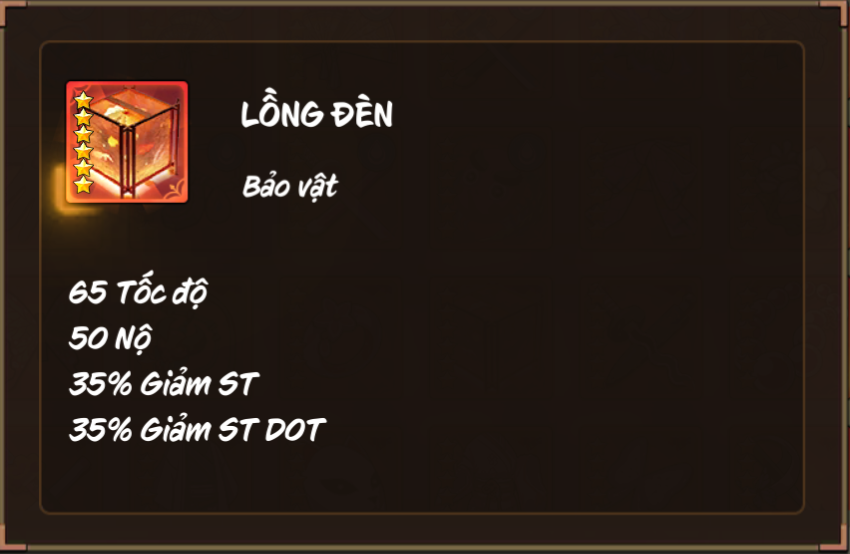 LỒNG ĐÈN
Bảo vật
65 Tốc độ
50 Nộ
35% Giảm ST
35% Giảm ST DOT